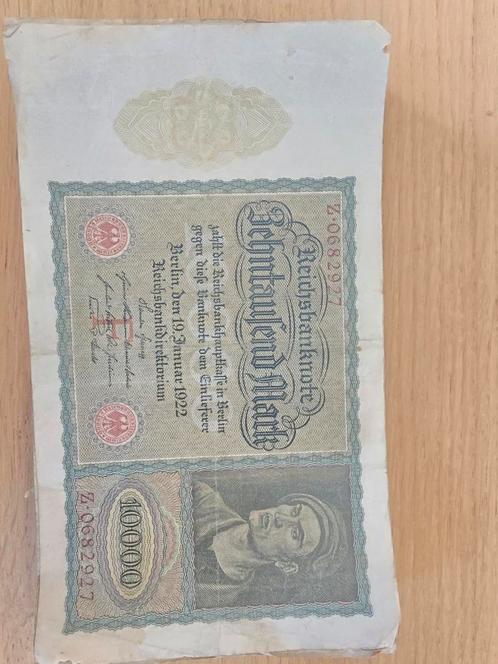 Z·0682927
Reichsbanknote
Zehntausend Mark
zahlt die Reichsbankhauptkasse in Berlin
gegen diese Banknote dem Einlieferer
Berlin, den 19. Januar 1922
Reichsbankdirektorium
10000
Z·0682927